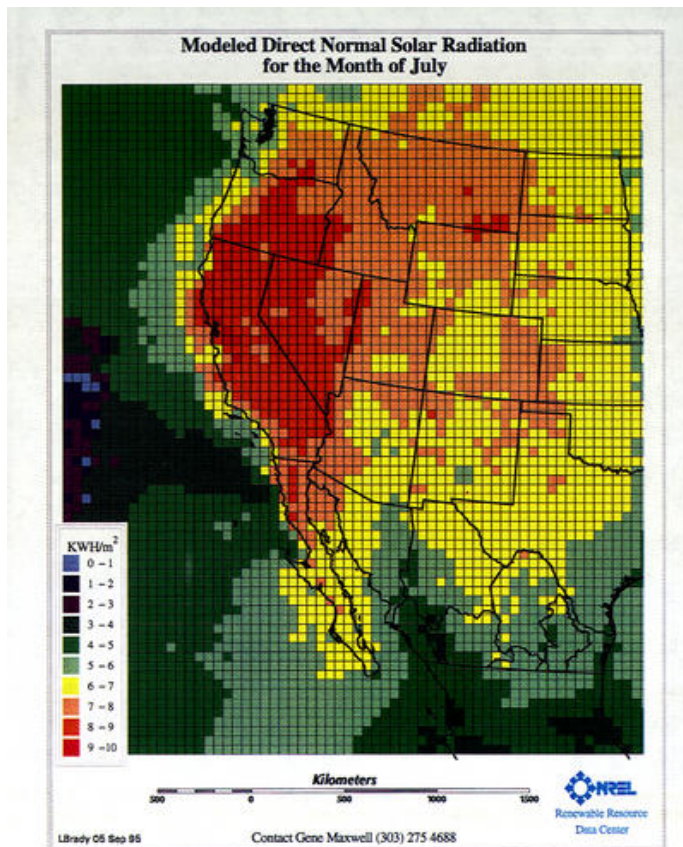 Modeled Direct Normal Solar Radiation
for the Month of July
KWH/m²
0 – 1
1 – 2
2 – 3
3 – 4
4 – 5
5 – 6
6 – 7
7 – 8
8 – 9
9 –10
Kilometers
500 0 500 1000 1500
NREL
Renewable Resource
Data Center
LBrady 05 Sep 95
Contact Gene Maxwell (303) 275 4688